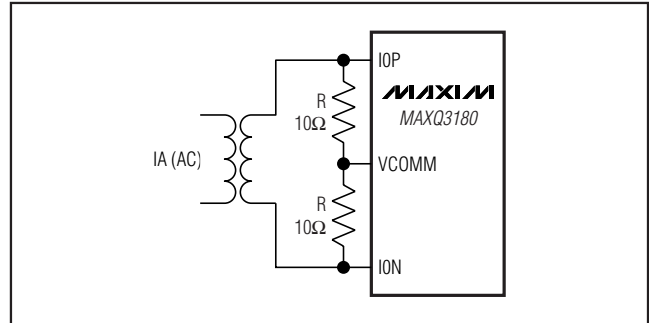 I0P
MAXIM
MAXQ3180
R
10Ω
IA (AC)
VCOMM
R
10Ω
I0N